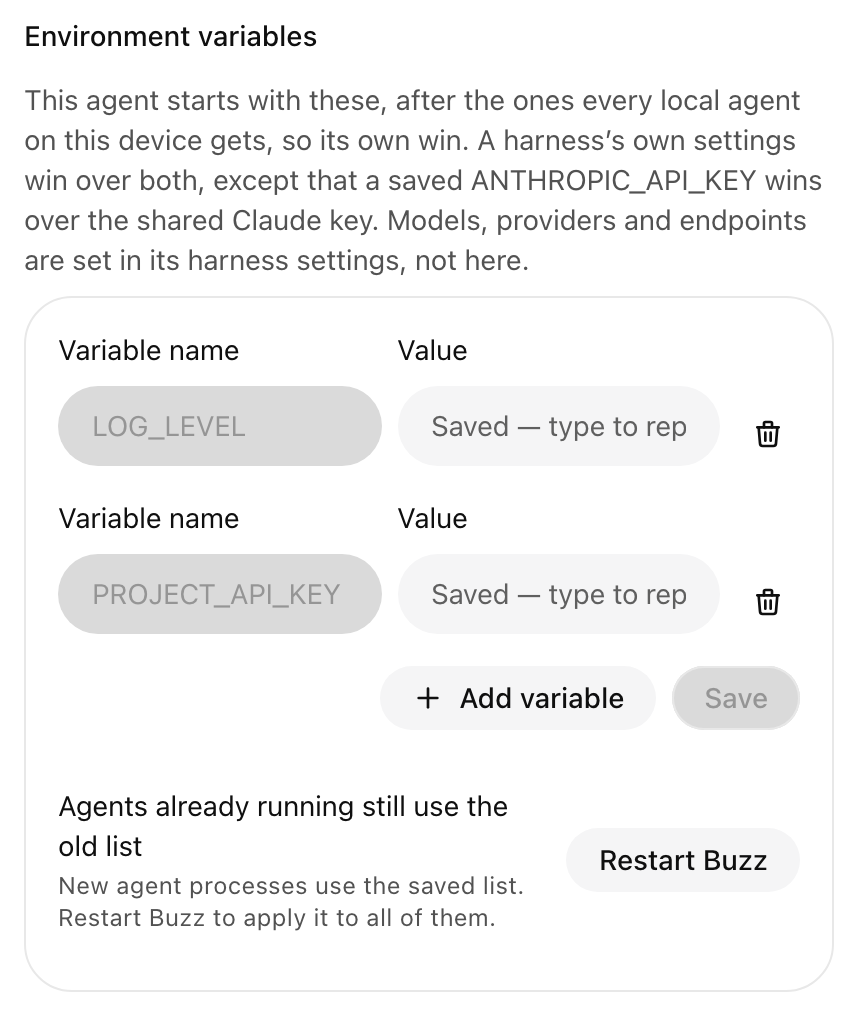 Environment variables
This agent starts with these, after the ones every local agent
on this device gets, so its own win. A harness’s own settings
win over both, except that a saved ANTHROPIC_API_KEY wins
over the shared Claude key. Models, providers and endpoints
are set in its harness settings, not here.
Variable name Value
LOG_LEVEL Saved — type to rep
Variable name Value
PROJECT_API_KEY Saved — type to rep
+ Add variable Save
Agents already running still use the
old list
New agent processes use the saved list.
Restart Buzz to apply it to all of them.
Restart Buzz